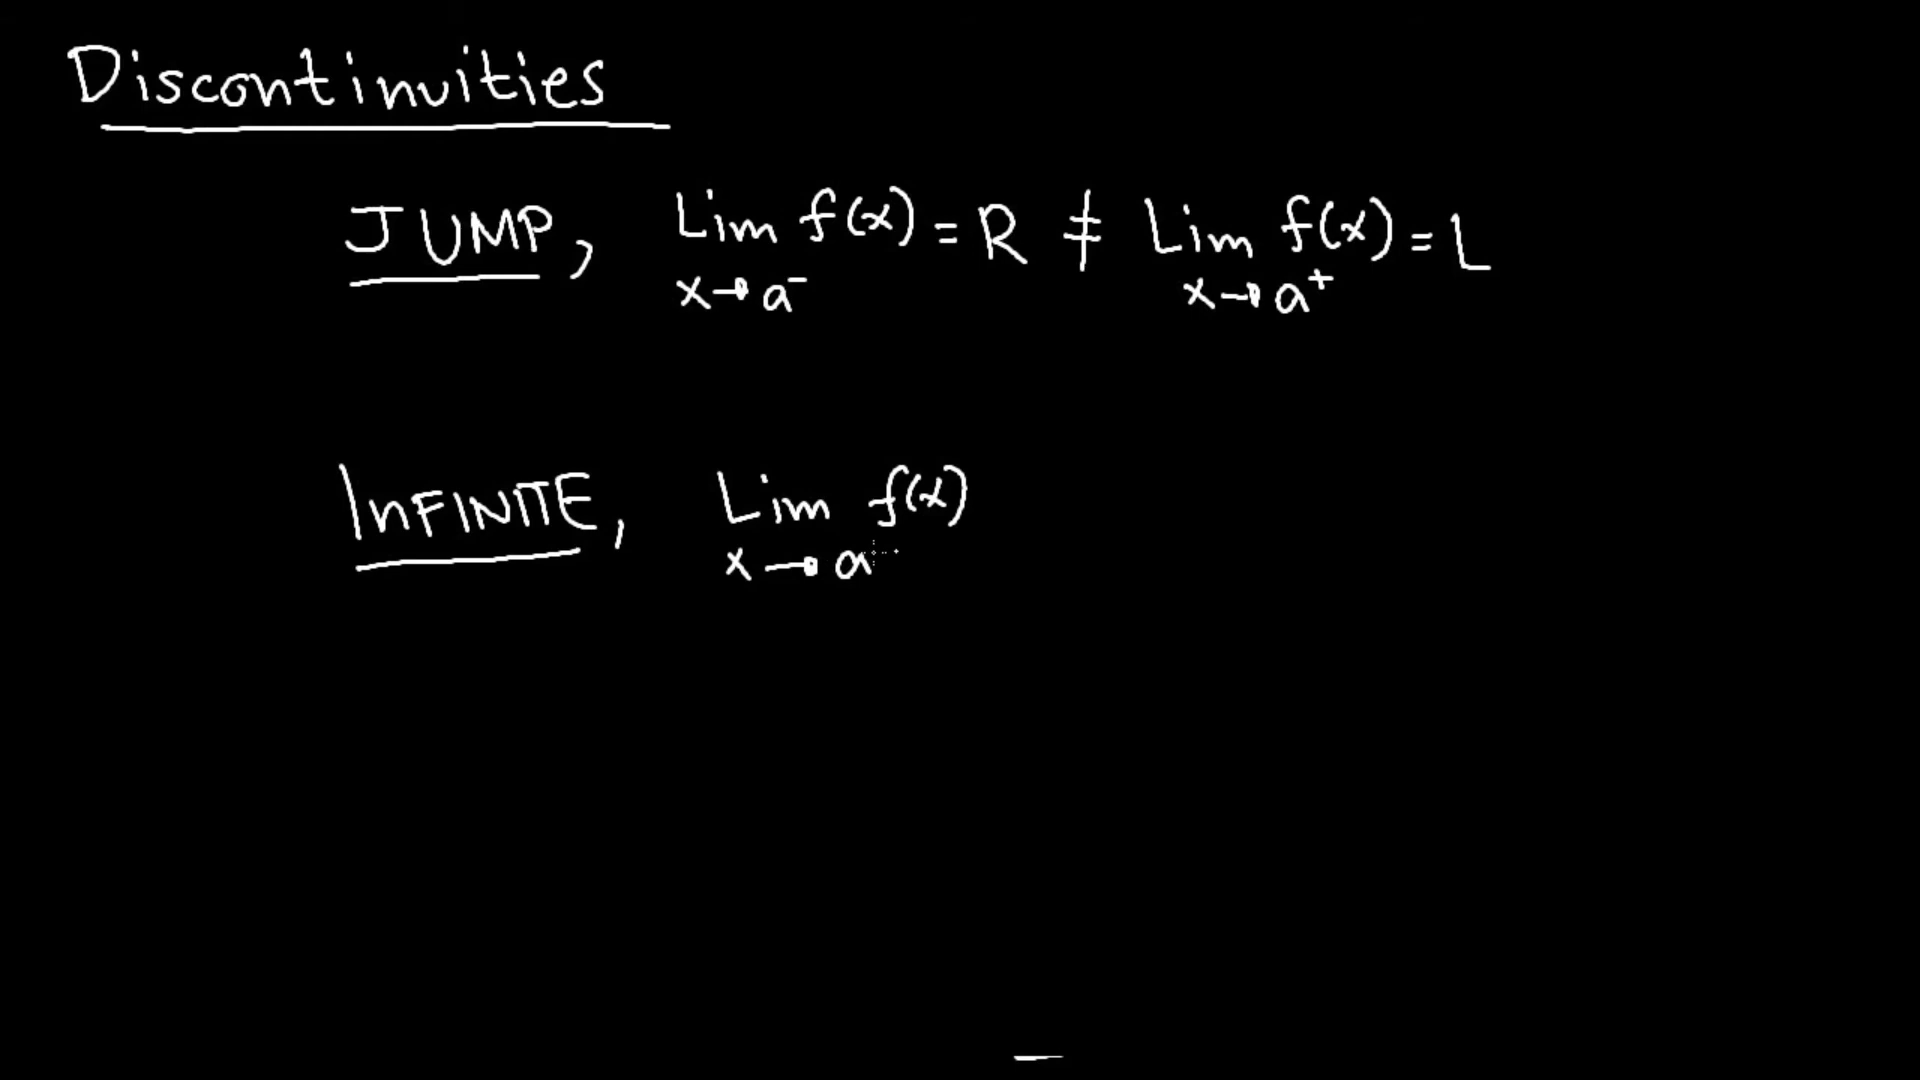 Discontinuities
JUMP, Lim f(x) = R ≠ Lim f(x) = L
x→a⁻ x→a⁺
INFINITE, Lim f(x)
x→a